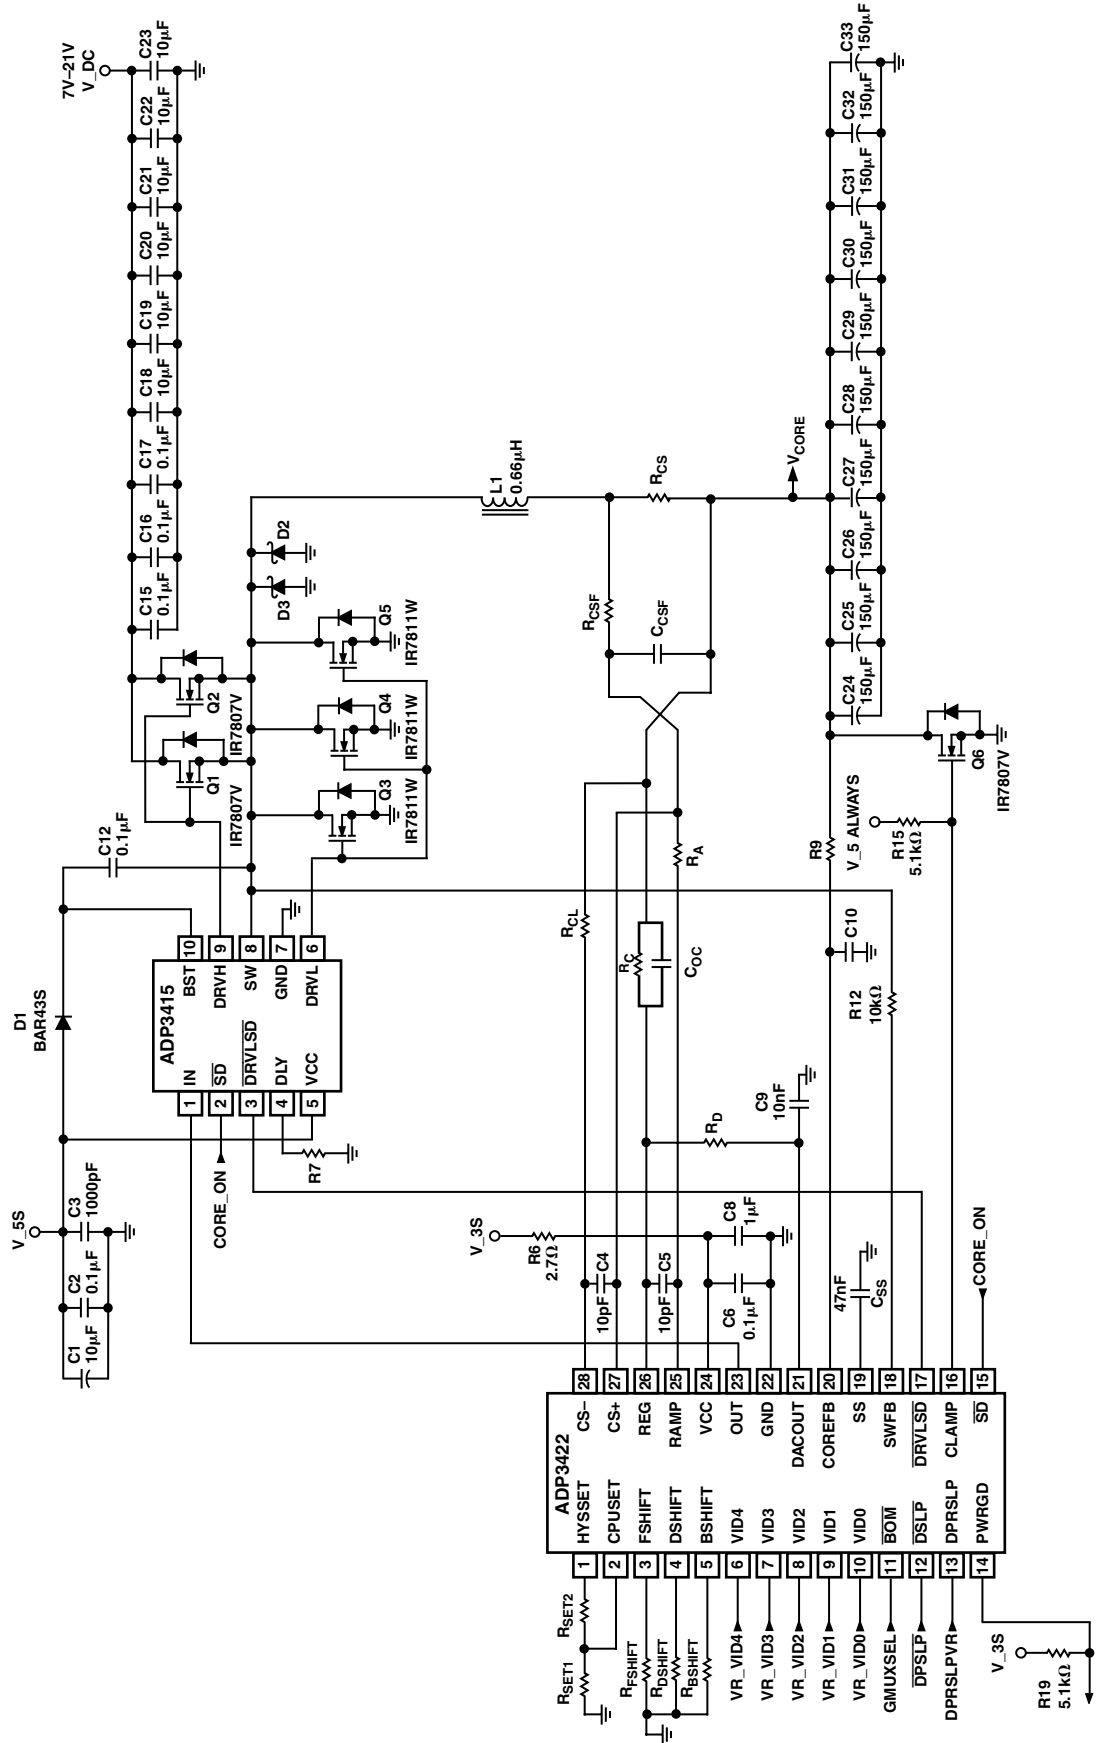 7V–21V
V_DC
C23
10μF
C22
10μF
C21
10μF
C20
10μF
C19
10μF
C18
10μF
C17
0.1μF
C16
0.1μF
C15
0.1μF
Q2
IR7807V
Q1
IR7807V
D2
D3
Q5
IR7811W
Q4
IR7811W
Q3
IR7811W
C12
0.1μF
D1
BAR43S
ADP3415
IN
SD
DRVLSD
DLY
VCC
BST
DRVH
SW
GND
DRVL
1
2
3
4
5
10
9
8
7
6
V_5S
C3
1000pF
C2
0.1μF
C1
10μF
CORE_ON
R7
L1
0.66μH
RCS
RCSF
CCSF
VCORE
RCL
RA
RC
COC
RD
C9
10nF
V_3S
R6
2.7Ω
C8
1μF
C6
0.1μF
C4
10pF
C5
10pF
C33
150μF
C32
150μF
C31
150μF
C30
150μF
C29
150μF
C28
150μF
C27
150μF
C26
150μF
C25
150μF
C24
150μF
Q6
IR7807V
V_5 ALWAYS
R15
5.1kΩ
R9
C10
R12
10kΩ
47nF
CSS
CORE_ON
ADP3422
28
27
26
25
24
23
22
21
20
19
18
17
16
15
CS–
CS+
REG
RAMP
VCC
OUT
GND
DACOUT
COREFB
SS
SWFB
DRVLSD
CLAMP
SD
HYSSET
CPUSET
FSHIFT
DSHIFT
BSHIFT
VID4
VID3
VID2
VID1
VID0
BOM
DSLP
DPRSLP
PWRGD
1
2
3
4
5
6
7
8
9
10
11
12
13
14
RSET2
RSET1
RFSHIFT
RDSHIFT
RBSHIFT
VR_VID4
VR_VID3
VR_VID2
VR_VID1
VR_VID0
GMUXSEL
DPSLP
DPRSLPVR
V_3S
R19
5.1kΩ